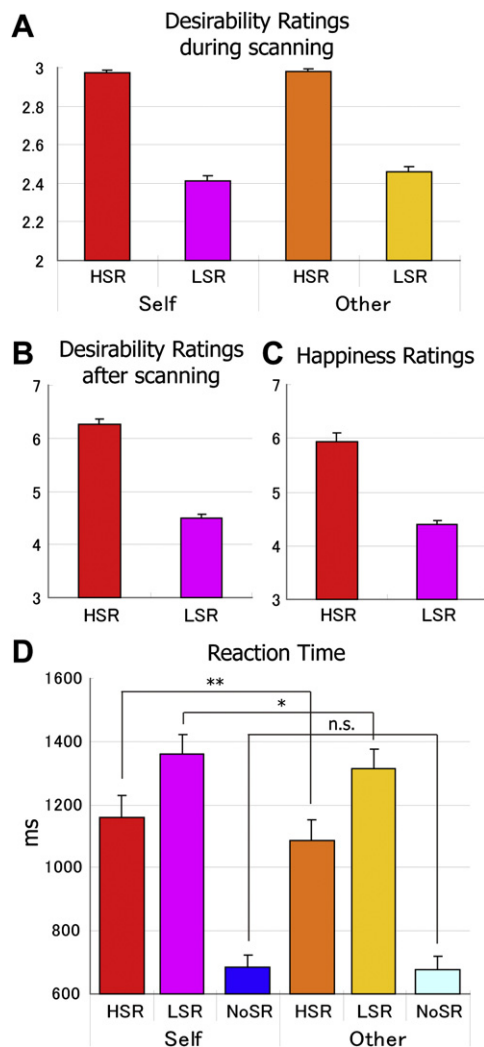 A
Desirability Ratings
during scanning
3
2.8
2.6
2.4
2.2
2
HSR LSR HSR LSR
Self Other
B
Desirability Ratings
after scanning
7
6
5
4
3
HSR LSR
C
Happiness Ratings
7
6
5
4
3
HSR LSR
D
Reaction Time
1600
1400
1200
1000
800
600
ms
**
*
n.s.
HSR LSR NoSR HSR LSR NoSR
Self Other